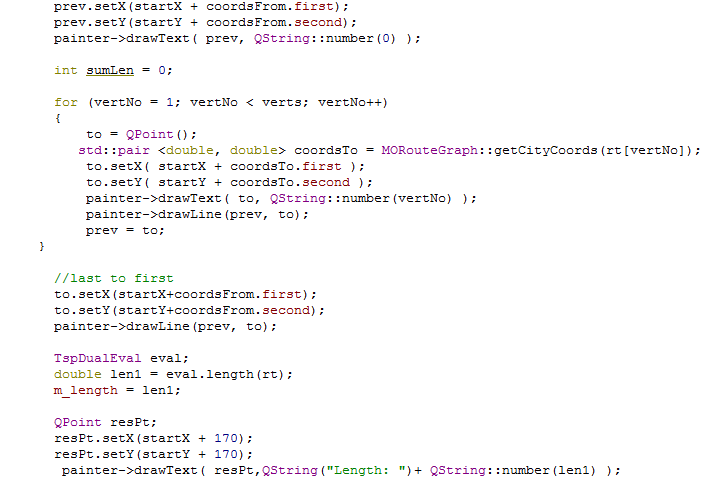 prev.setX(startX + coordsFrom.first);
prev.setY(startY + coordsFrom.second);
painter->drawText( prev, QString::number(0) );
int sumLen = 0;
for (vertNo = 1; vertNo < verts; vertNo++)
{
to = QPoint();
std::pair <double, double> coordsTo = MORouteGraph::getCityCoords(rt[vertNo]);
to.setX( startX + coordsTo.first );
to.setY( startY + coordsTo.second );
painter->drawText( to, QString::number(vertNo) );
painter->drawLine(prev, to);
prev = to;
}
//last to first
to.setX(startX+coordsFrom.first);
to.setY(startY+coordsFrom.second);
painter->drawLine(prev, to);
TspDualEval eval;
double len1 = eval.length(rt);
m_length = len1;
QPoint resPt;
resPt.setX(startX + 170);
resPt.setY(startY + 170);
painter->drawText( resPt,QString("Length: ")+ QString::number(len1) );